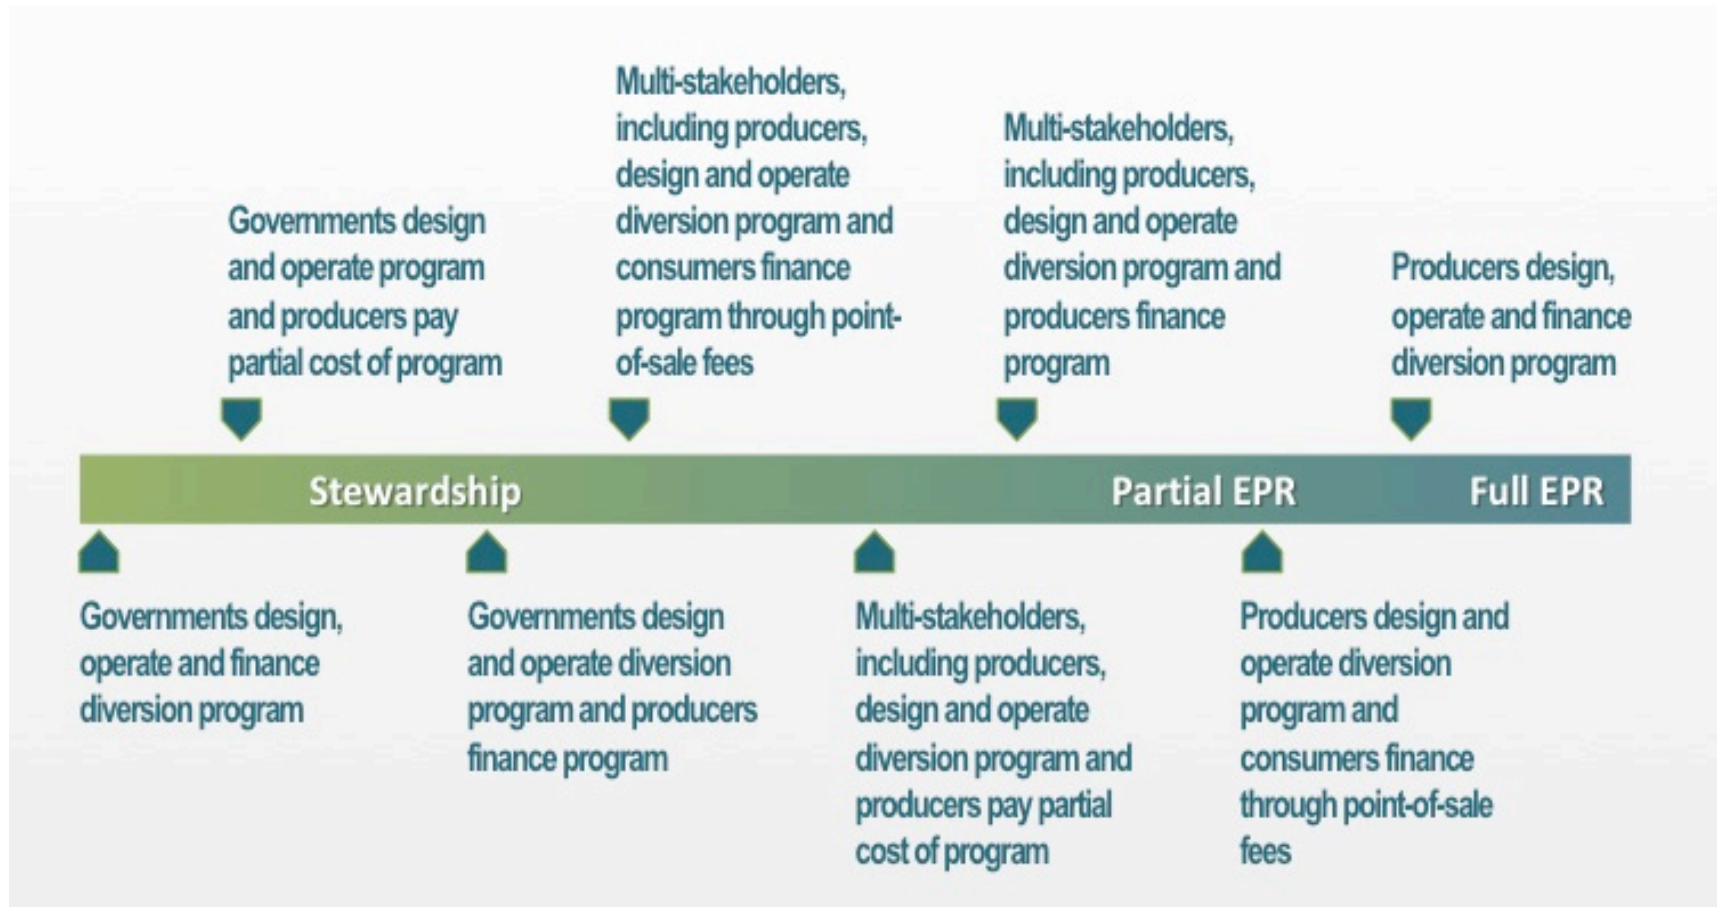 Governments design
and operate program
and producers pay
partial cost of program
Multi-stakeholders,
including producers,
design and operate
diversion program and
consumers finance
program through point-
of-sale fees
Multi-stakeholders,
including producers,
design and operate
diversion program and
producers finance
program
Producers design,
operate and finance
diversion program
Stewardship
Partial EPR
Full EPR
Governments design,
operate and finance
diversion program
Governments design
and operate diversion
program and producers
finance program
Multi-stakeholders,
including producers,
design and operate
diversion program and
producers pay partial
cost of program
Producers design and
operate diversion
program and
consumers finance
through point-of-sale
fees